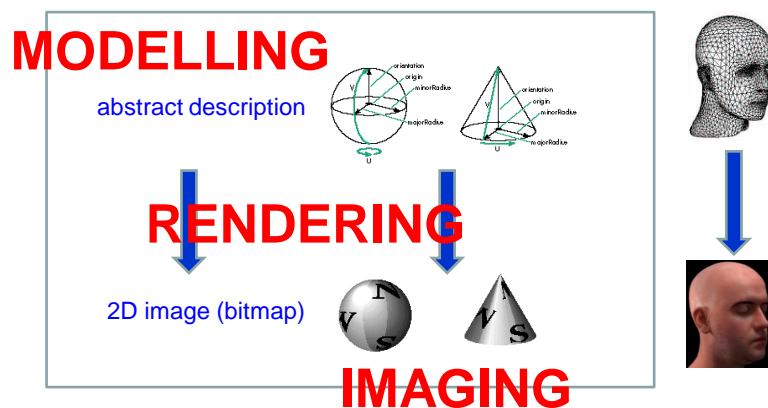 MODELLING
abstract description
orientation
origin
minorRadius
majorRadius
V
U
orientation
origin
minorRadius
majorRadius
V
U
RENDERING
2D image (bitmap)
N
V
S
N
V
S
IMAGING